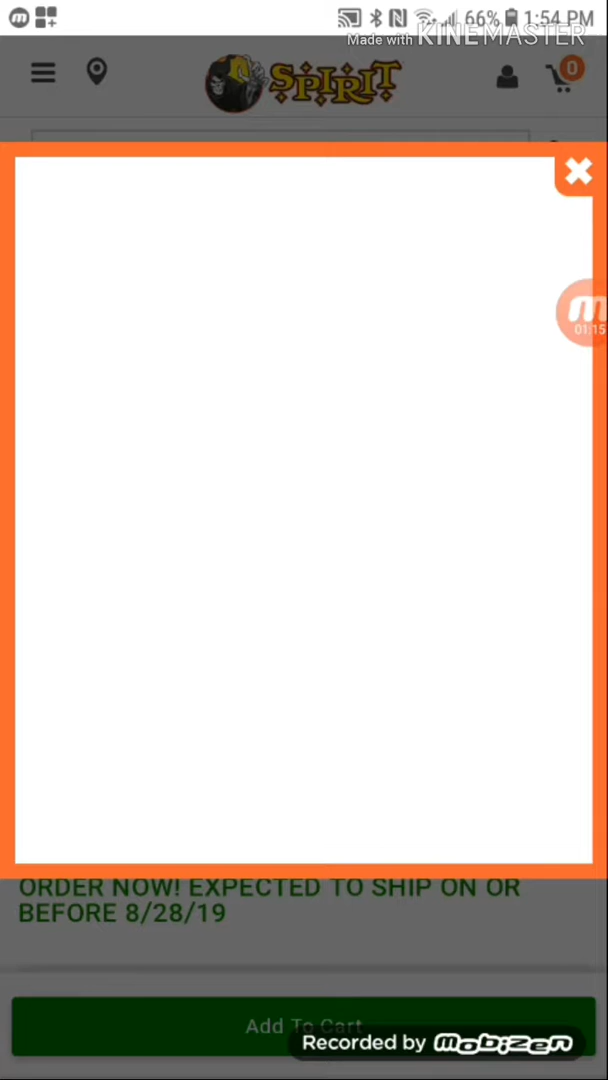 66% 1:54 PM
Made with KINEMASTER
SPIRIT
0
01:15
ORDER NOW! EXPECTED TO SHIP ON OR
BEFORE 8/28/19
Add To Cart
Recorded by mobizen